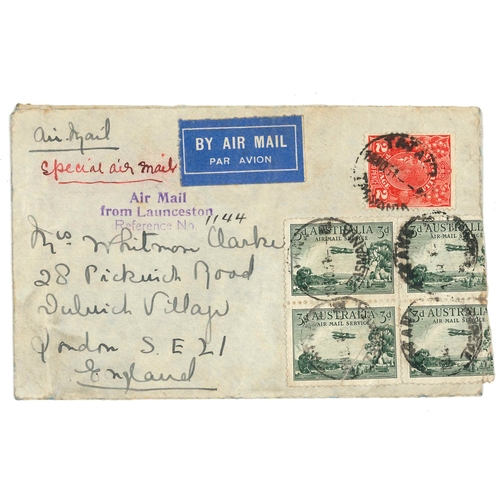 Air Mail
Special air mail
BY AIR MAIL
PAR AVION
Air Mail
from Launceston
Reference No. 1144
Mrs Whitmore Clarke
28 Pickwick Road
Dulwich Village
London S.E 21
England
3d AUSTRALIA 3d
AIR MAIL SERVICE
AUSTRALIA 3d
AIR MAIL SERVICE
3d AUSTRALIA 3d
AIR MAIL SERVICE
3d AUSTRALIA
AIR MAIL SERVICE